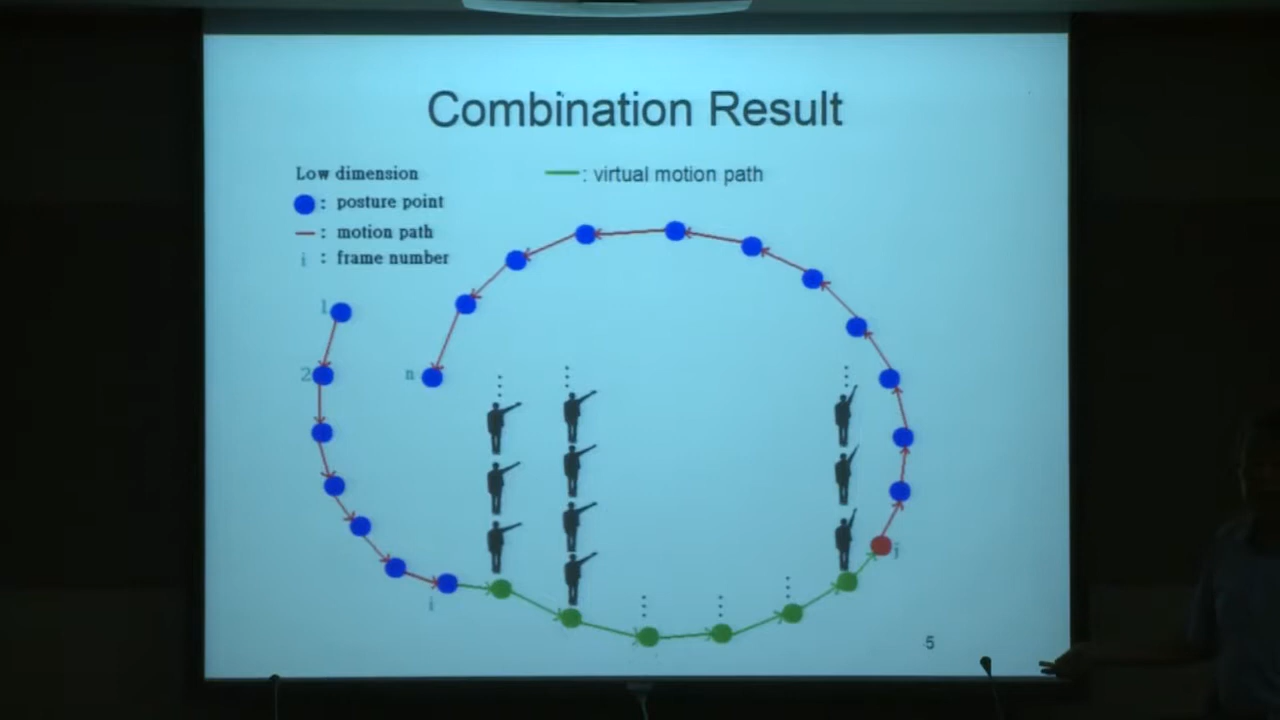 Combination Result
Low dimension
: posture point
: motion path
i : frame number
: virtual motion path
1
2
n
i
i
5